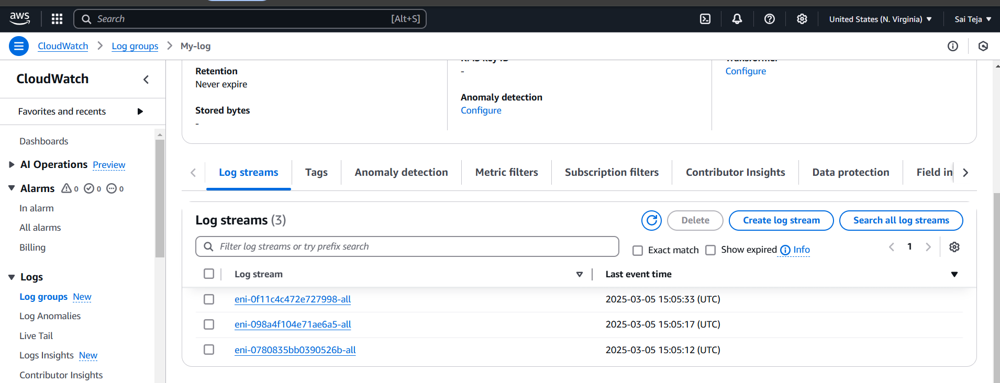 aws
Search [Alt+S]
United States (N. Virginia)
Sai Teja
CloudWatch
Log groups
My-log
CloudWatch
Favorites and recents
Dashboards
AI Operations Preview
Alarms 0 0 0
In alarm
All alarms
Billing
Logs
Log groups New
Log Anomalies
Live Tail
Logs Insights New
Contributor Insights
Retention
Never expire
Stored bytes
-
KMS key ID
-
Anomaly detection
Configure
Transformer
Configure
Log streams
Tags
Anomaly detection
Metric filters
Subscription filters
Contributor Insights
Data protection
Field in
Log streams (3)
Delete
Create log stream
Search all log streams
Filter log streams or try prefix search
Exact match
Show expired
Info
1
Log stream Last event time
eni-0f11c4c472e727998-all 2025-03-05 15:05:33 (UTC)
eni-098a4f104e71ae6a5-all 2025-03-05 15:05:17 (UTC)
eni-0780835bb0390526b-all 2025-03-05 15:05:12 (UTC)